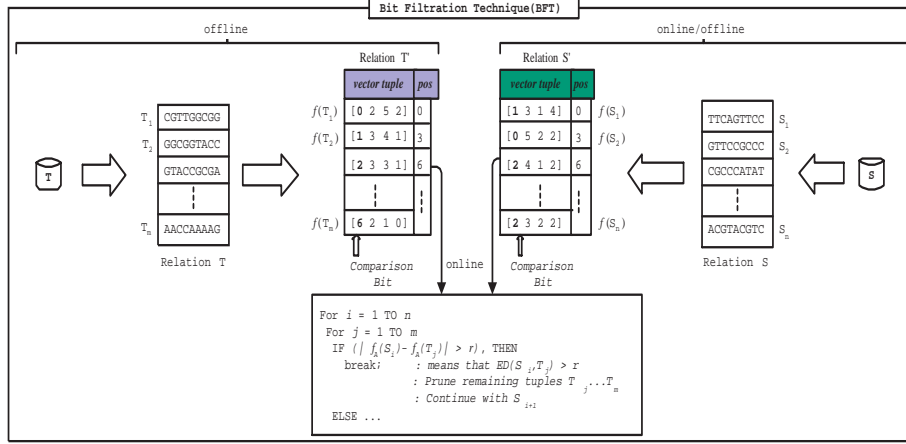 Bit Filtration Technique(BFT)
offline
online/offline
Relation T'
Relation S'
vector tuple pos
vector tuple pos
T1 CGTTGGCGG
f(T1) [0 2 5 2] 0
[1 3 1 4] 0 f(S1)
TTCAGTTCC S1
T2 GGCGGTACC
f(T2) [1 3 4 1] 3
[0 5 2 2] 3 f(S2)
GTTCCGCCC S2
T
GTACCGCGA
[2 3 3 1] 6
[2 4 1 2] 6
CGCCCATAT
S
Tm AACCAAAAG
f(Tm) [6 2 1 0]
[2 3 2 2] f(Sn)
ACGTACGTC Sn
Relation T
Comparison
Bit
online
Comparison
Bit
Relation S
For i = 1 TO n
For j = 1 TO m
IF (| fA(Si)- fA(Tj)| > r), THEN
break; : means that ED(Si,Tj) > r
: Prune remaining tuples Tj...Tm
: Continue with Si+1
ELSE ...